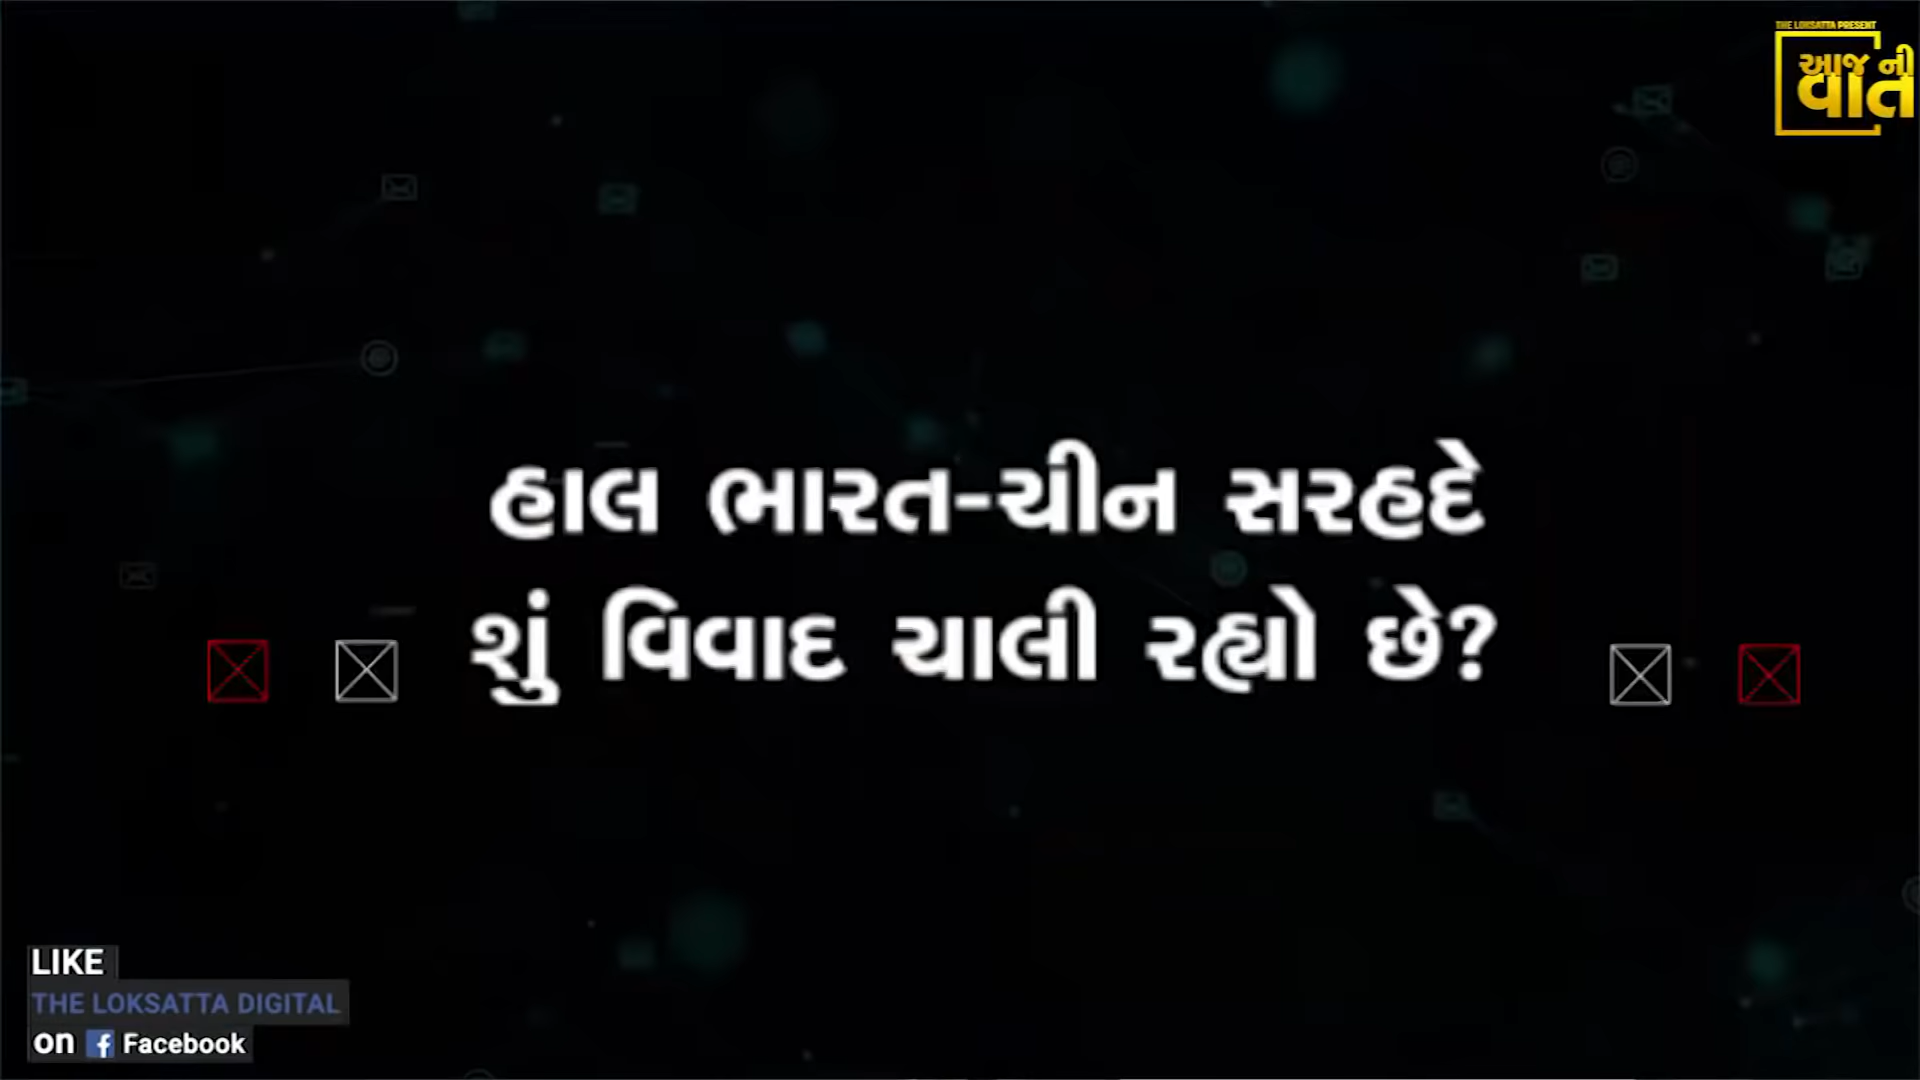 THE LOKSATTA PRESENT
આજ ની
વાત
હાલ ભારત-ચીન સરહદે
શું વિવાદ ચાલી રહ્યો છે?
LIKE
THE LOKSATTA DIGITAL
on f Facebook